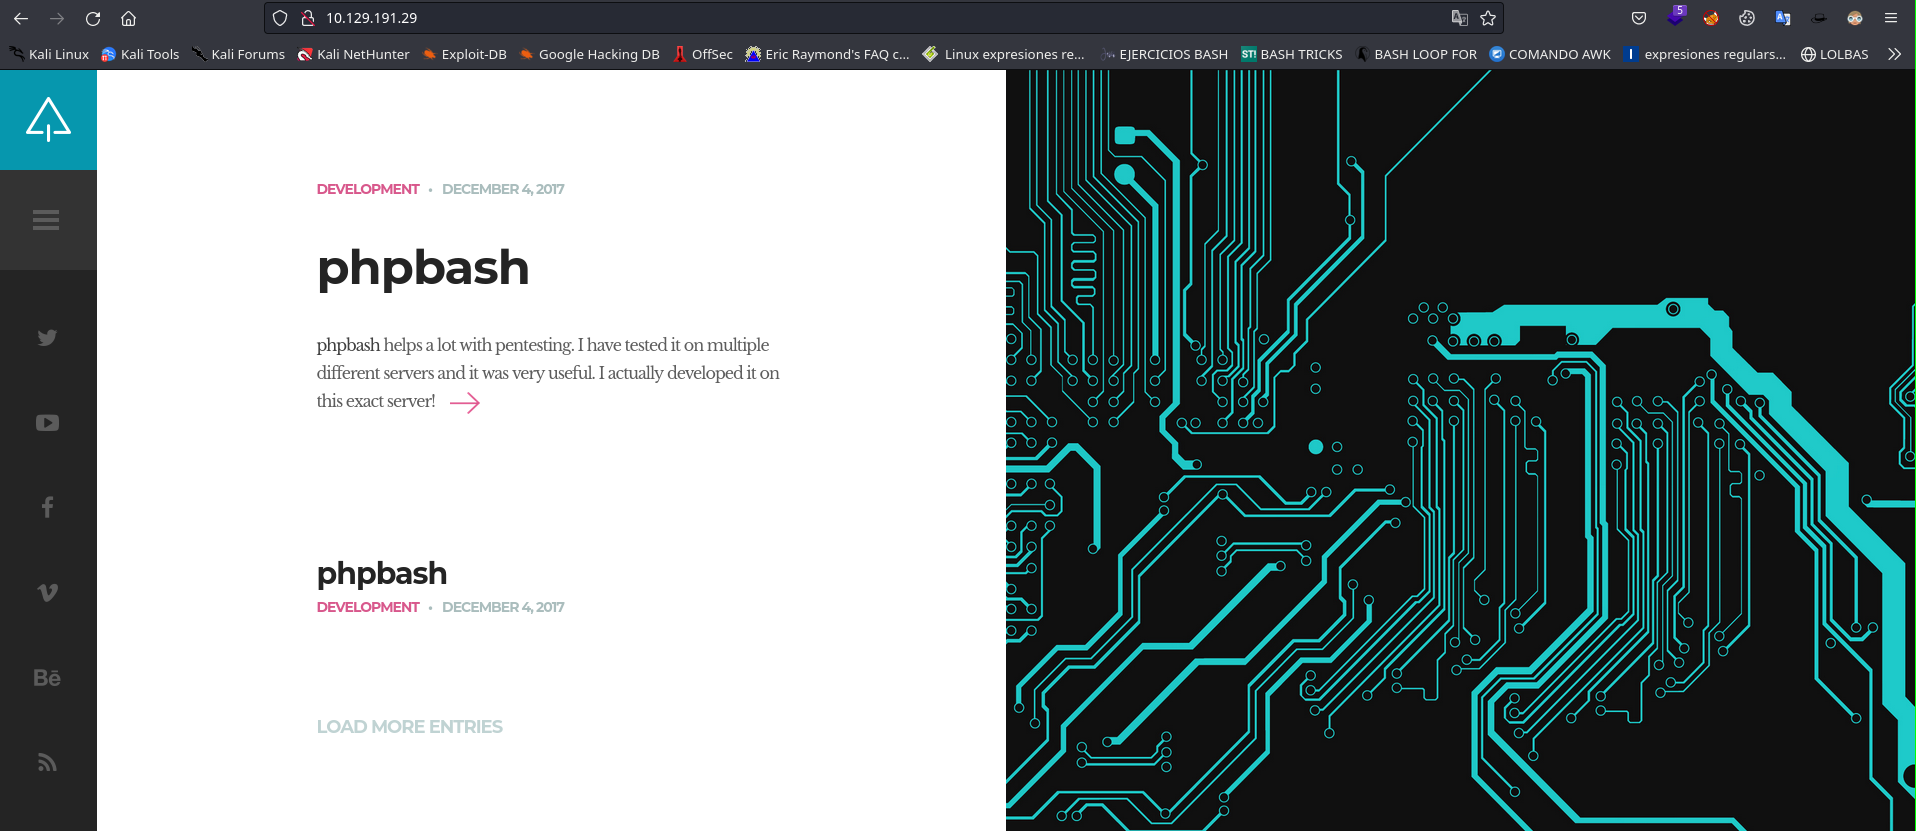 10.129.191.29
5
Kali Linux Kali Tools Kali Forums Kali NetHunter Exploit-DB Google Hacking DB OffSec Eric Raymond's FAQ c... Linux expresiones re... EJERCICIOS BASH BASH TRICKS BASH LOOP FOR COMANDO AWK expresiones regulars... LOLBAS
DEVELOPMENT • DECEMBER 4, 2017
phpbash
phpbash helps a lot with pentesting. I have tested it on multiple
different servers and it was very useful. I actually developed it on
this exact server!
phpbash
DEVELOPMENT • DECEMBER 4, 2017
LOAD MORE ENTRIES